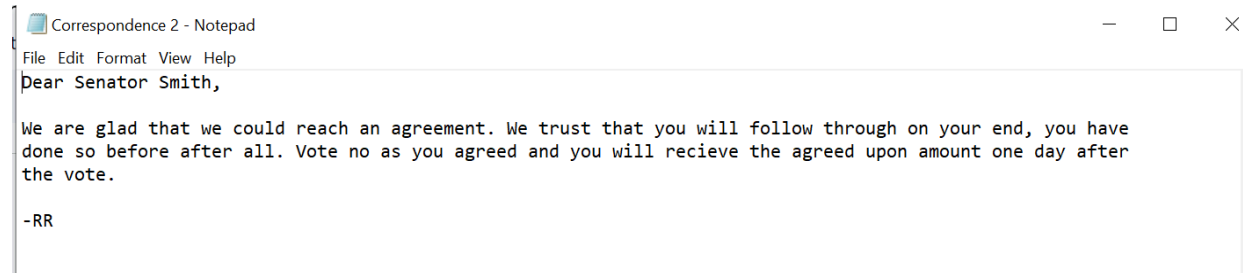 Correspondence 2 - Notepad
File Edit Format View Help
Dear Senator Smith,
We are glad that we could reach an agreement. We trust that you will follow through on your end, you have
done so before after all. Vote no as you agreed and you will recieve the agreed upon amount one day after
the vote.
-RR